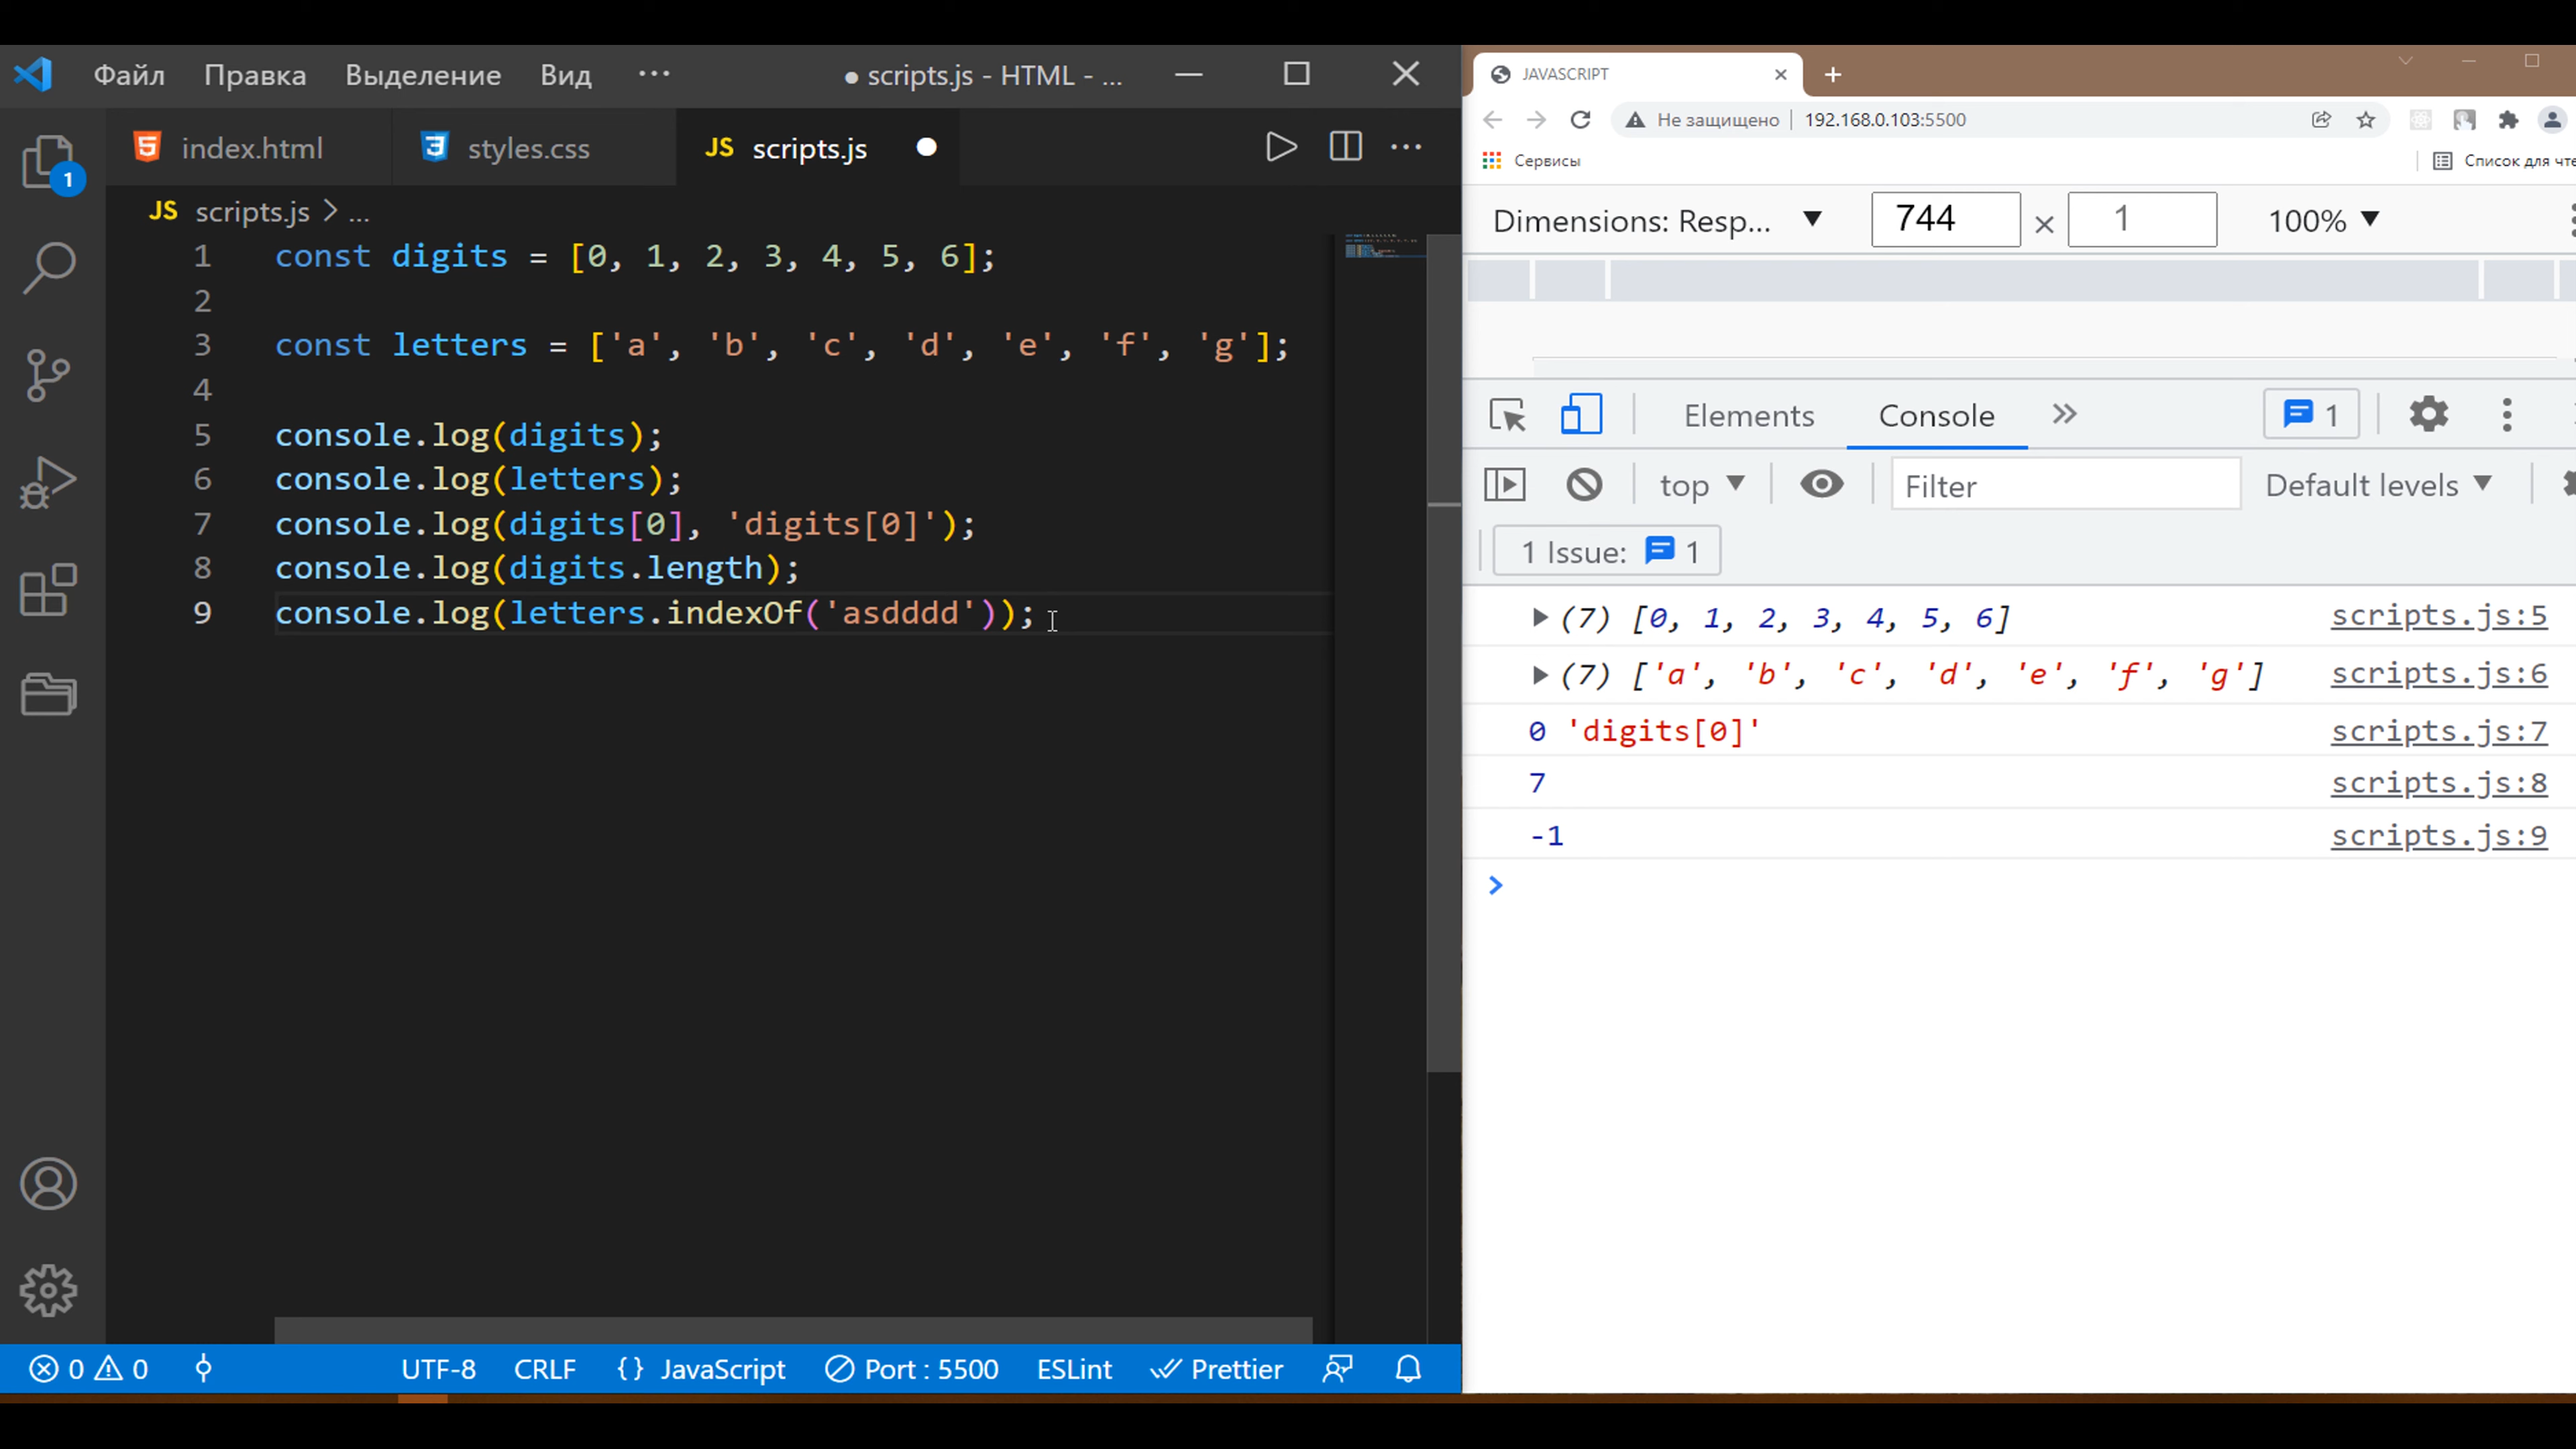 Файл Правка Выделение Вид ··· ● scripts.js - HTML - ...
index.html styles.css JS scripts.js
JS scripts.js > ...
1 const digits = [0, 1, 2, 3, 4, 5, 6];
2
3 const letters = ['a', 'b', 'c', 'd', 'e', 'f', 'g'];
4
5 console.log(digits);
6 console.log(letters);
7 console.log(digits[0], 'digits[0]');
8 console.log(digits.length);
9 console.log(letters.indexOf('asdddd'));
1
0 0 UTF-8 CRLF {} JavaScript Port : 5500 ESLint Prettier
JAVASCRIPT
Не защищено 192.168.0.103:5500
Сервисы Список для чте
Dimensions: Resp... 744 × 1 100%
Elements Console 1
top Filter Default levels
1 Issue: 1
(7) [0, 1, 2, 3, 4, 5, 6] scripts.js:5
(7) ['a', 'b', 'c', 'd', 'e', 'f', 'g'] scripts.js:6
0 'digits[0]' scripts.js:7
7 scripts.js:8
-1 scripts.js:9